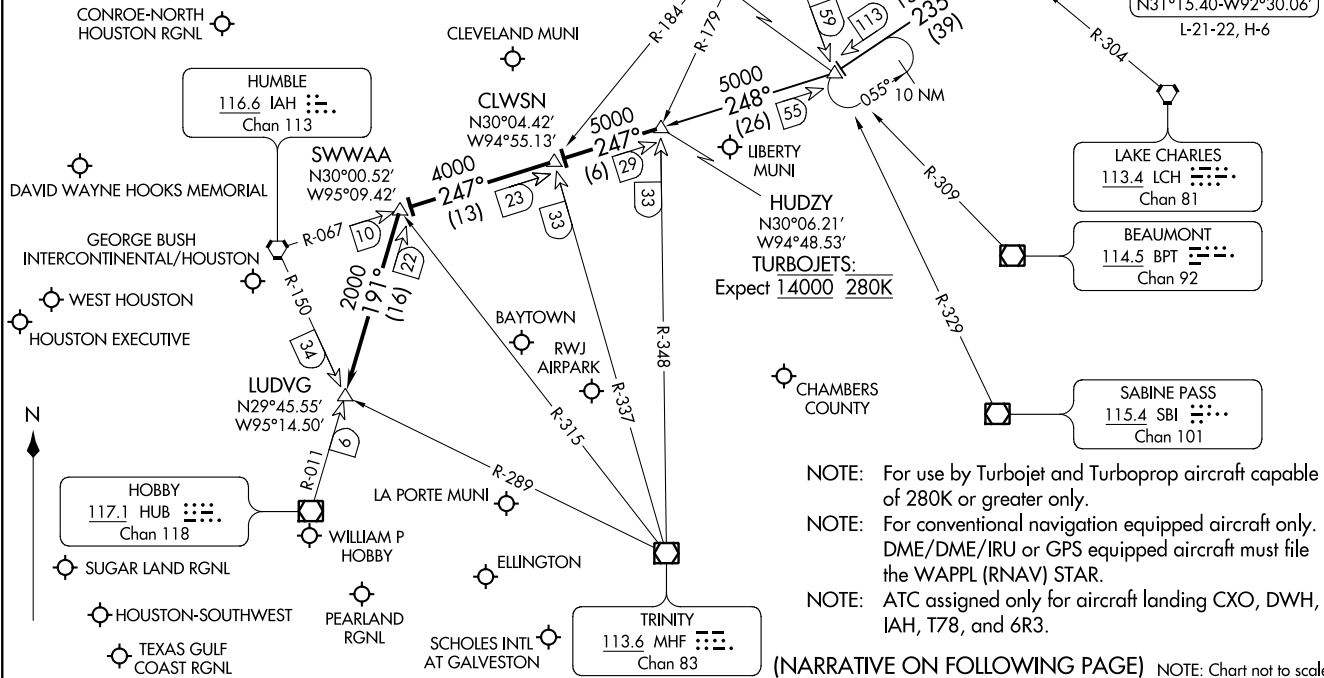 CONROE-NORTH
HOUSTON RGNL
CLEVELAND MUNI
R-184
R-179
59
113
235
(39)
N31°15.40-W92°30.06'
L-21-22, H-6
R-304
HUMBLE
116.6 IAH
Chan 113
CLWSN
N30°04.42'
W94°55.13'
5000
247°
(6)
29
5000
248°
(26)
55
055°
10 NM
LIBERTY
MUNI
LAKE CHARLES
113.4 LCH
Chan 81
DAVID WAYNE HOOKS MEMORIAL
SWWAA
N30°00.52'
W95°09.42'
4000
247°
(13)
23
33
33
HUDZY
N30°06.21'
W94°48.53'
TURBOJETS:
Expect 14000 280K
R-309
BEAUMONT
114.5 BPT
Chan 92
GEORGE BUSH
INTERCONTINENTAL/HOUSTON
R-067
10
22
R-150
34
2000
191°
(16)
WEST HOUSTON
HOUSTON EXECUTIVE
BAYTOWN
RWJ
AIRPARK
R-348
R-329
R-337
R-315
CHAMBERS
COUNTY
SABINE PASS
115.4 SBI
Chan 101
LUDVG
N29°45.55'
W95°14.50'
N
R-011
6
R-289
HOBBY
117.1 HUB
Chan 118
LA PORTE MUNI
WILLIAM P
HOBBY
ELLINGTON
SUGAR LAND RGNL
HOUSTON-SOUTHWEST
PEARLAND
RGNL
TEXAS GULF
COAST RGNL
SCHOLES INTL
AT GALVESTON
TRINITY
113.6 MHF
Chan 83
NOTE: For use by Turbojet and Turboprop aircraft capable
of 280K or greater only.
NOTE: For conventional navigation equipped aircraft only.
DME/DME/IRU or GPS equipped aircraft must file
the WAPPL (RNAV) STAR.
NOTE: ATC assigned only for aircraft landing CXO, DWH,
IAH, T78, and 6R3.
(NARRATIVE ON FOLLOWING PAGE) NOTE: Chart not to scale